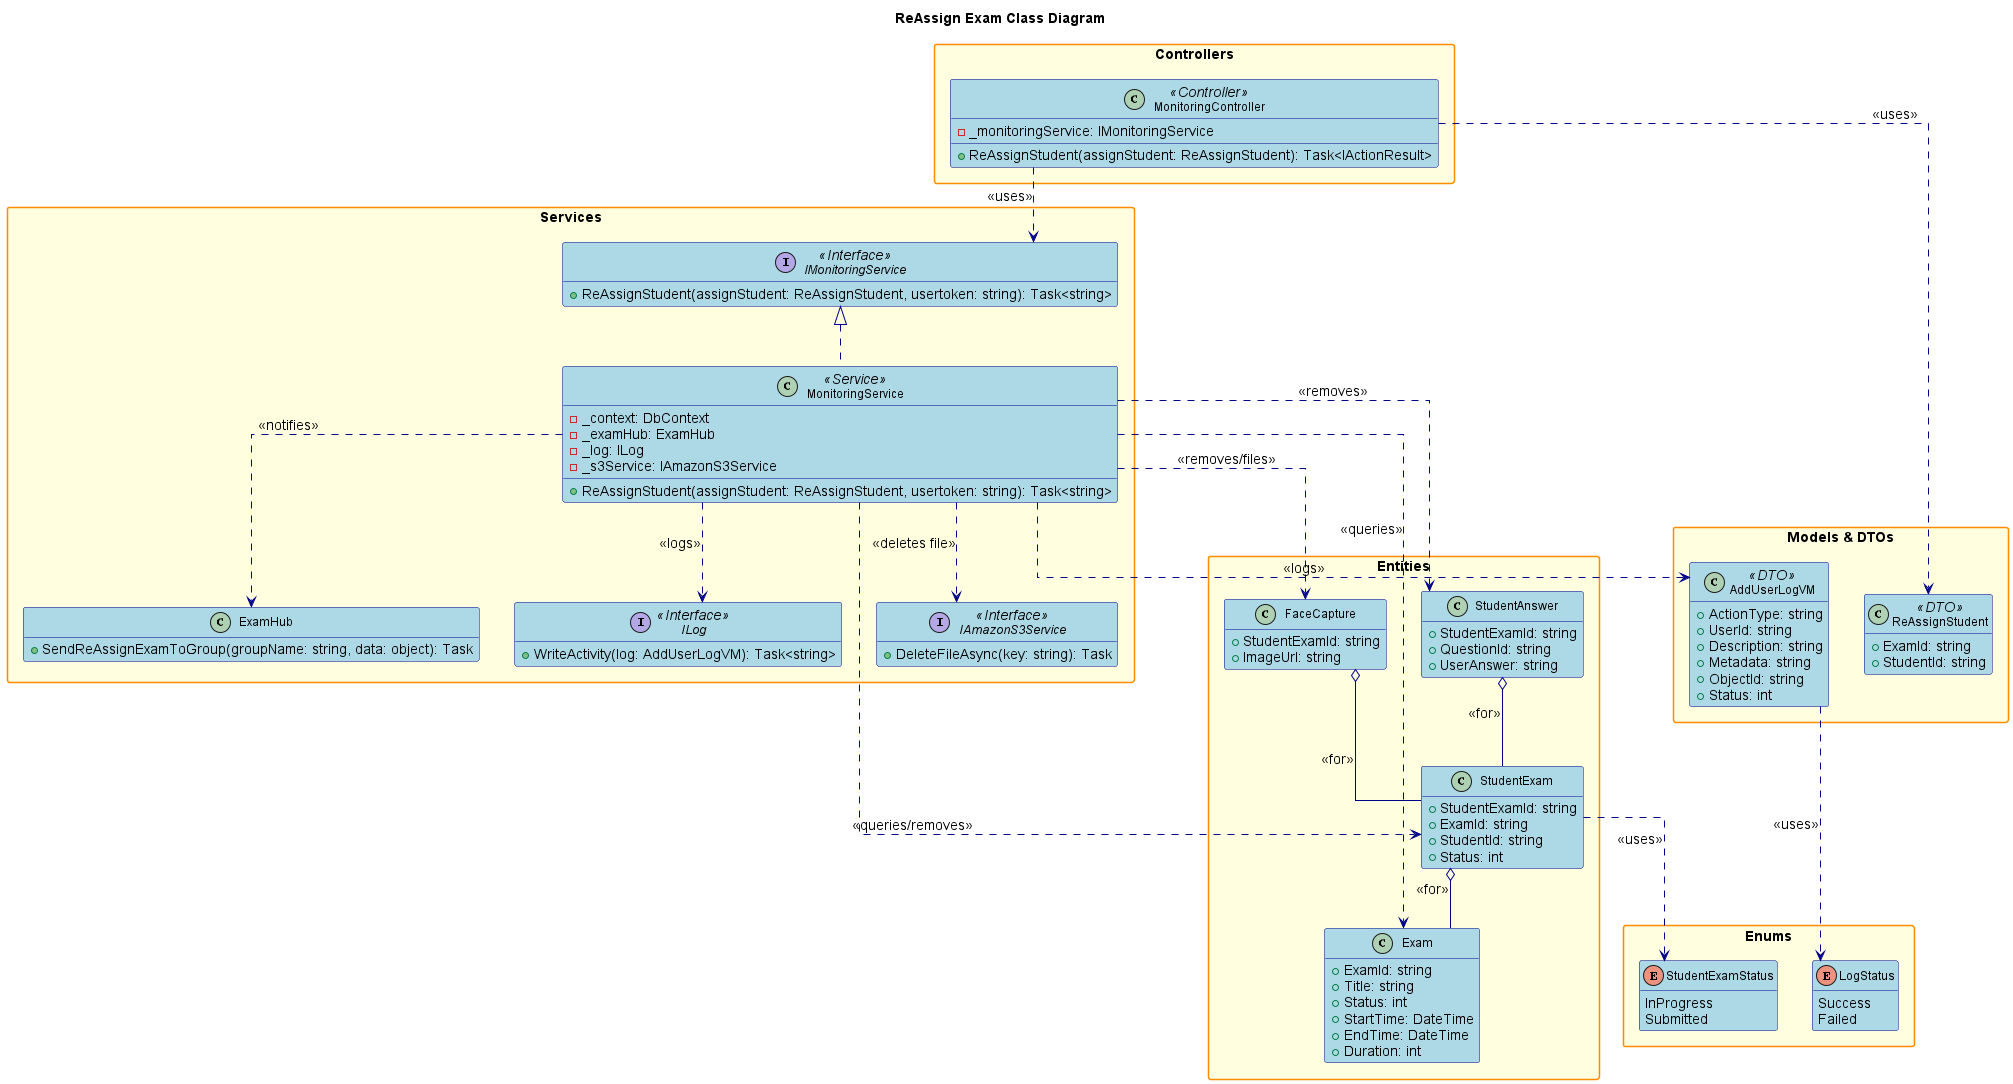 ReAssign Exam Class Diagram
Controllers
C
«Controller»
MonitoringController
_monitoringService: IMonitoringService
ReAssignStudent(assignStudent: ReAssignStudent): Task<IActionResult>
«uses»
«uses»
Services
I
«Interface»
IMonitoringService
ReAssignStudent(assignStudent: ReAssignStudent, usertoken: string): Task<string>
C
«Service»
MonitoringService
_context: DbContext
_examHub: ExamHub
_log: ILog
_s3Service: IAmazonS3Service
ReAssignStudent(assignStudent: ReAssignStudent, usertoken: string): Task<string>
«notifies»
«removes»
«removes/files»
«queries»
«logs»
«deletes file»
«logs»
C
ExamHub
SendReAssignExamToGroup(groupName: string, data: object): Task
I
«Interface»
ILog
WriteActivity(log: AddUserLogVM): Task<string>
I
«Interface»
IAmazonS3Service
DeleteFileAsync(key: string): Task
«queries/removes»
Entities
C
FaceCapture
StudentExamId: string
ImageUrl: string
C
StudentAnswer
StudentExamId: string
QuestionId: string
UserAnswer: string
«for»
«for»
C
StudentExam
StudentExamId: string
ExamId: string
StudentId: string
Status: int
«for»
C
Exam
ExamId: string
Title: string
Status: int
StartTime: DateTime
EndTime: DateTime
Duration: int
Models & DTOs
C
«DTO»
AddUserLogVM
ActionType: string
UserId: string
Description: string
Metadata: string
ObjectId: string
Status: int
C
«DTO»
ReAssignStudent
ExamId: string
StudentId: string
«uses»
«uses»
Enums
E
StudentExamStatus
InProgress
Submitted
E
LogStatus
Success
Failed